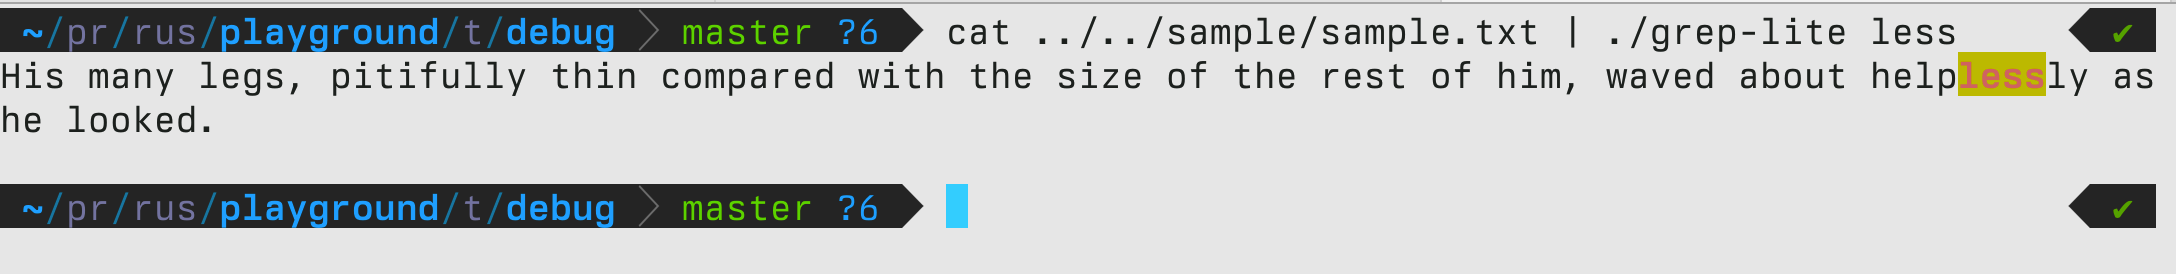 ~/pr/rus/playground/t/debug master ?6 cat ../../sample/sample.txt | ./grep-lite less ✔
His many legs, pitifully thin compared with the size of the rest of him, waved about helplessly as
he looked.
~/pr/rus/playground/t/debug master ?6 ✔